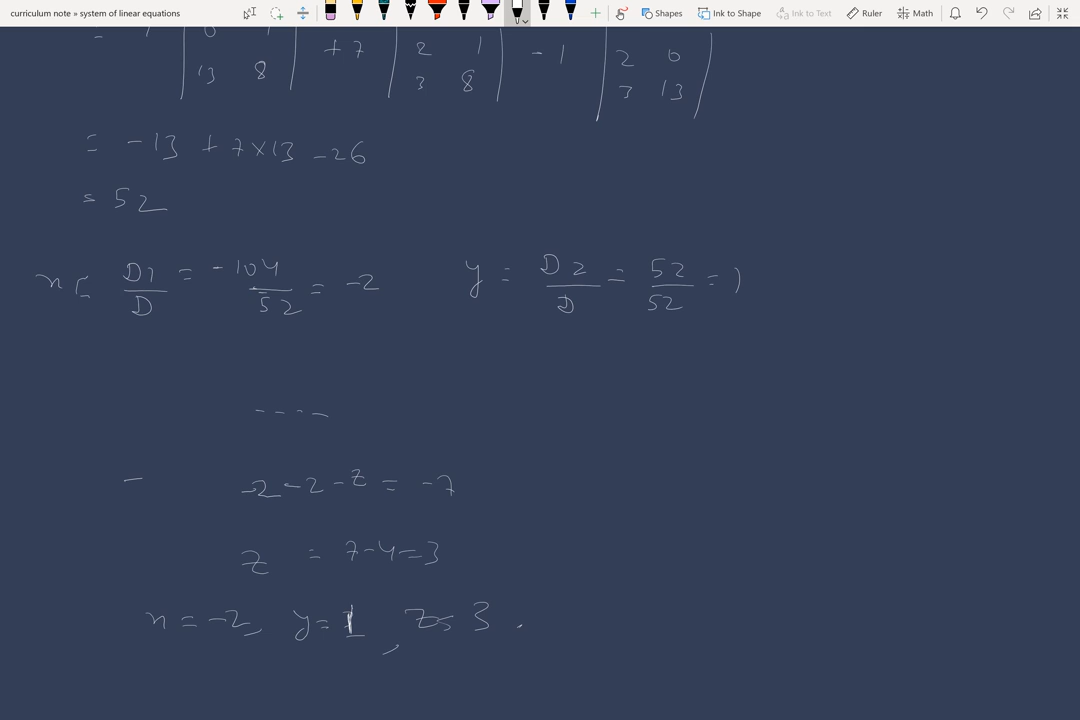 curriculum note » system of linear equations Shapes Ink to Shape Ink to Text Ruler Math
= | 0 1 | + 7 | 2 1 | - 1 | 2 0 |
| 13 8 | | 3 8 | | 3 13 |
= -13 + 7×13 -26
= 52
x = D1/D = -104/52 = -2 y = D2/D = 52/52 = 1
----
- -2 -2 -z = -7
z = 7-4=3
x = -2, y = 1, z = 3.